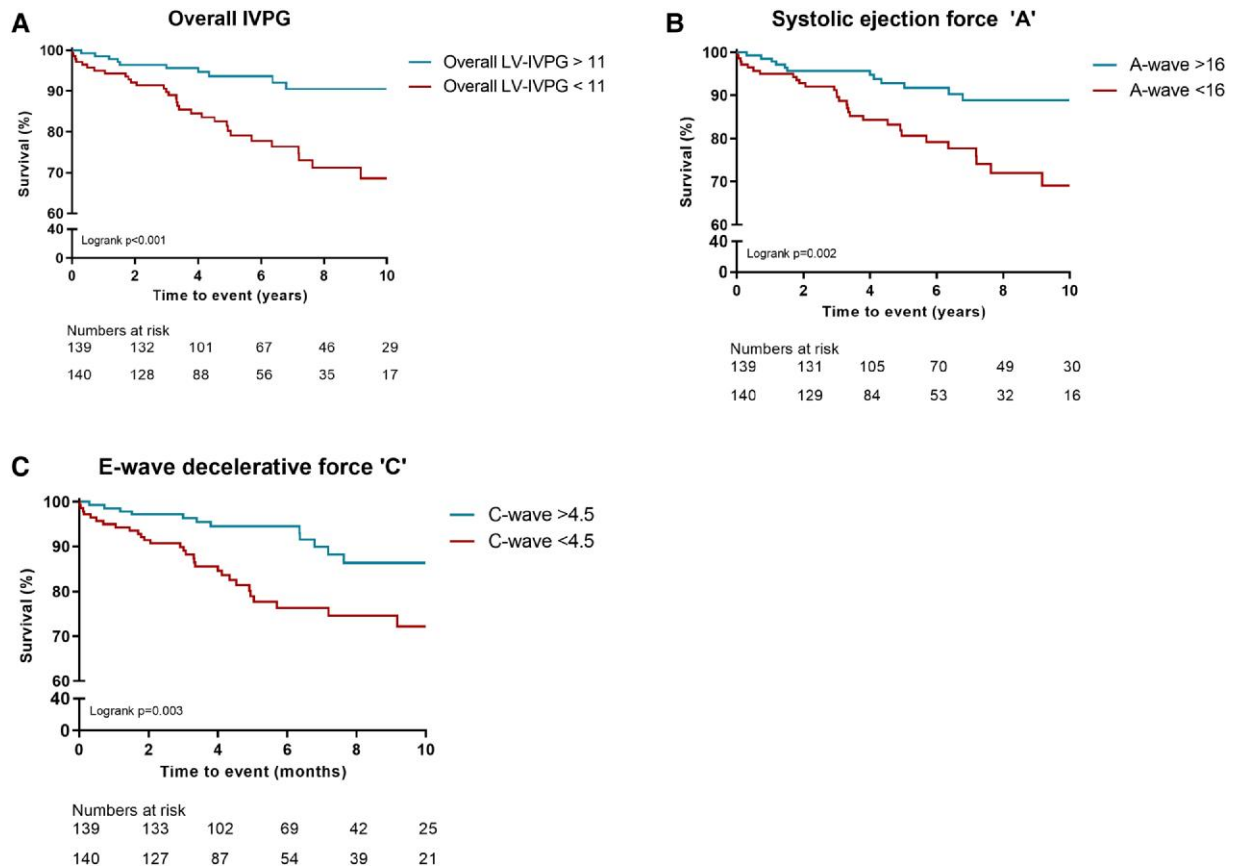 A
Overall IVPG
Survival (%)
100
90
80
70
60
40
0
Logrank p<0.001
0 2 4 6 8 10
Time to event (years)
Overall LV-IVPG > 11
Overall LV-IVPG < 11
Numbers at risk
139 132 101 67 46 29
140 128 88 56 35 17
B
Systolic ejection force 'A'
Survival (%)
100
90
80
70
60
40
0
Logrank p=0.002
0 2 4 6 8 10
Time to event (years)
A-wave >16
A-wave <16
Numbers at risk
139 131 105 70 49 30
140 129 84 53 32 16
C
E-wave decelerative force 'C'
Survival (%)
100
90
80
70
60
40
0
Logrank p=0.003
0 2 4 6 8 10
Time to event (months)
C-wave >4.5
C-wave <4.5
Numbers at risk
139 133 102 69 42 25
140 127 87 54 39 21